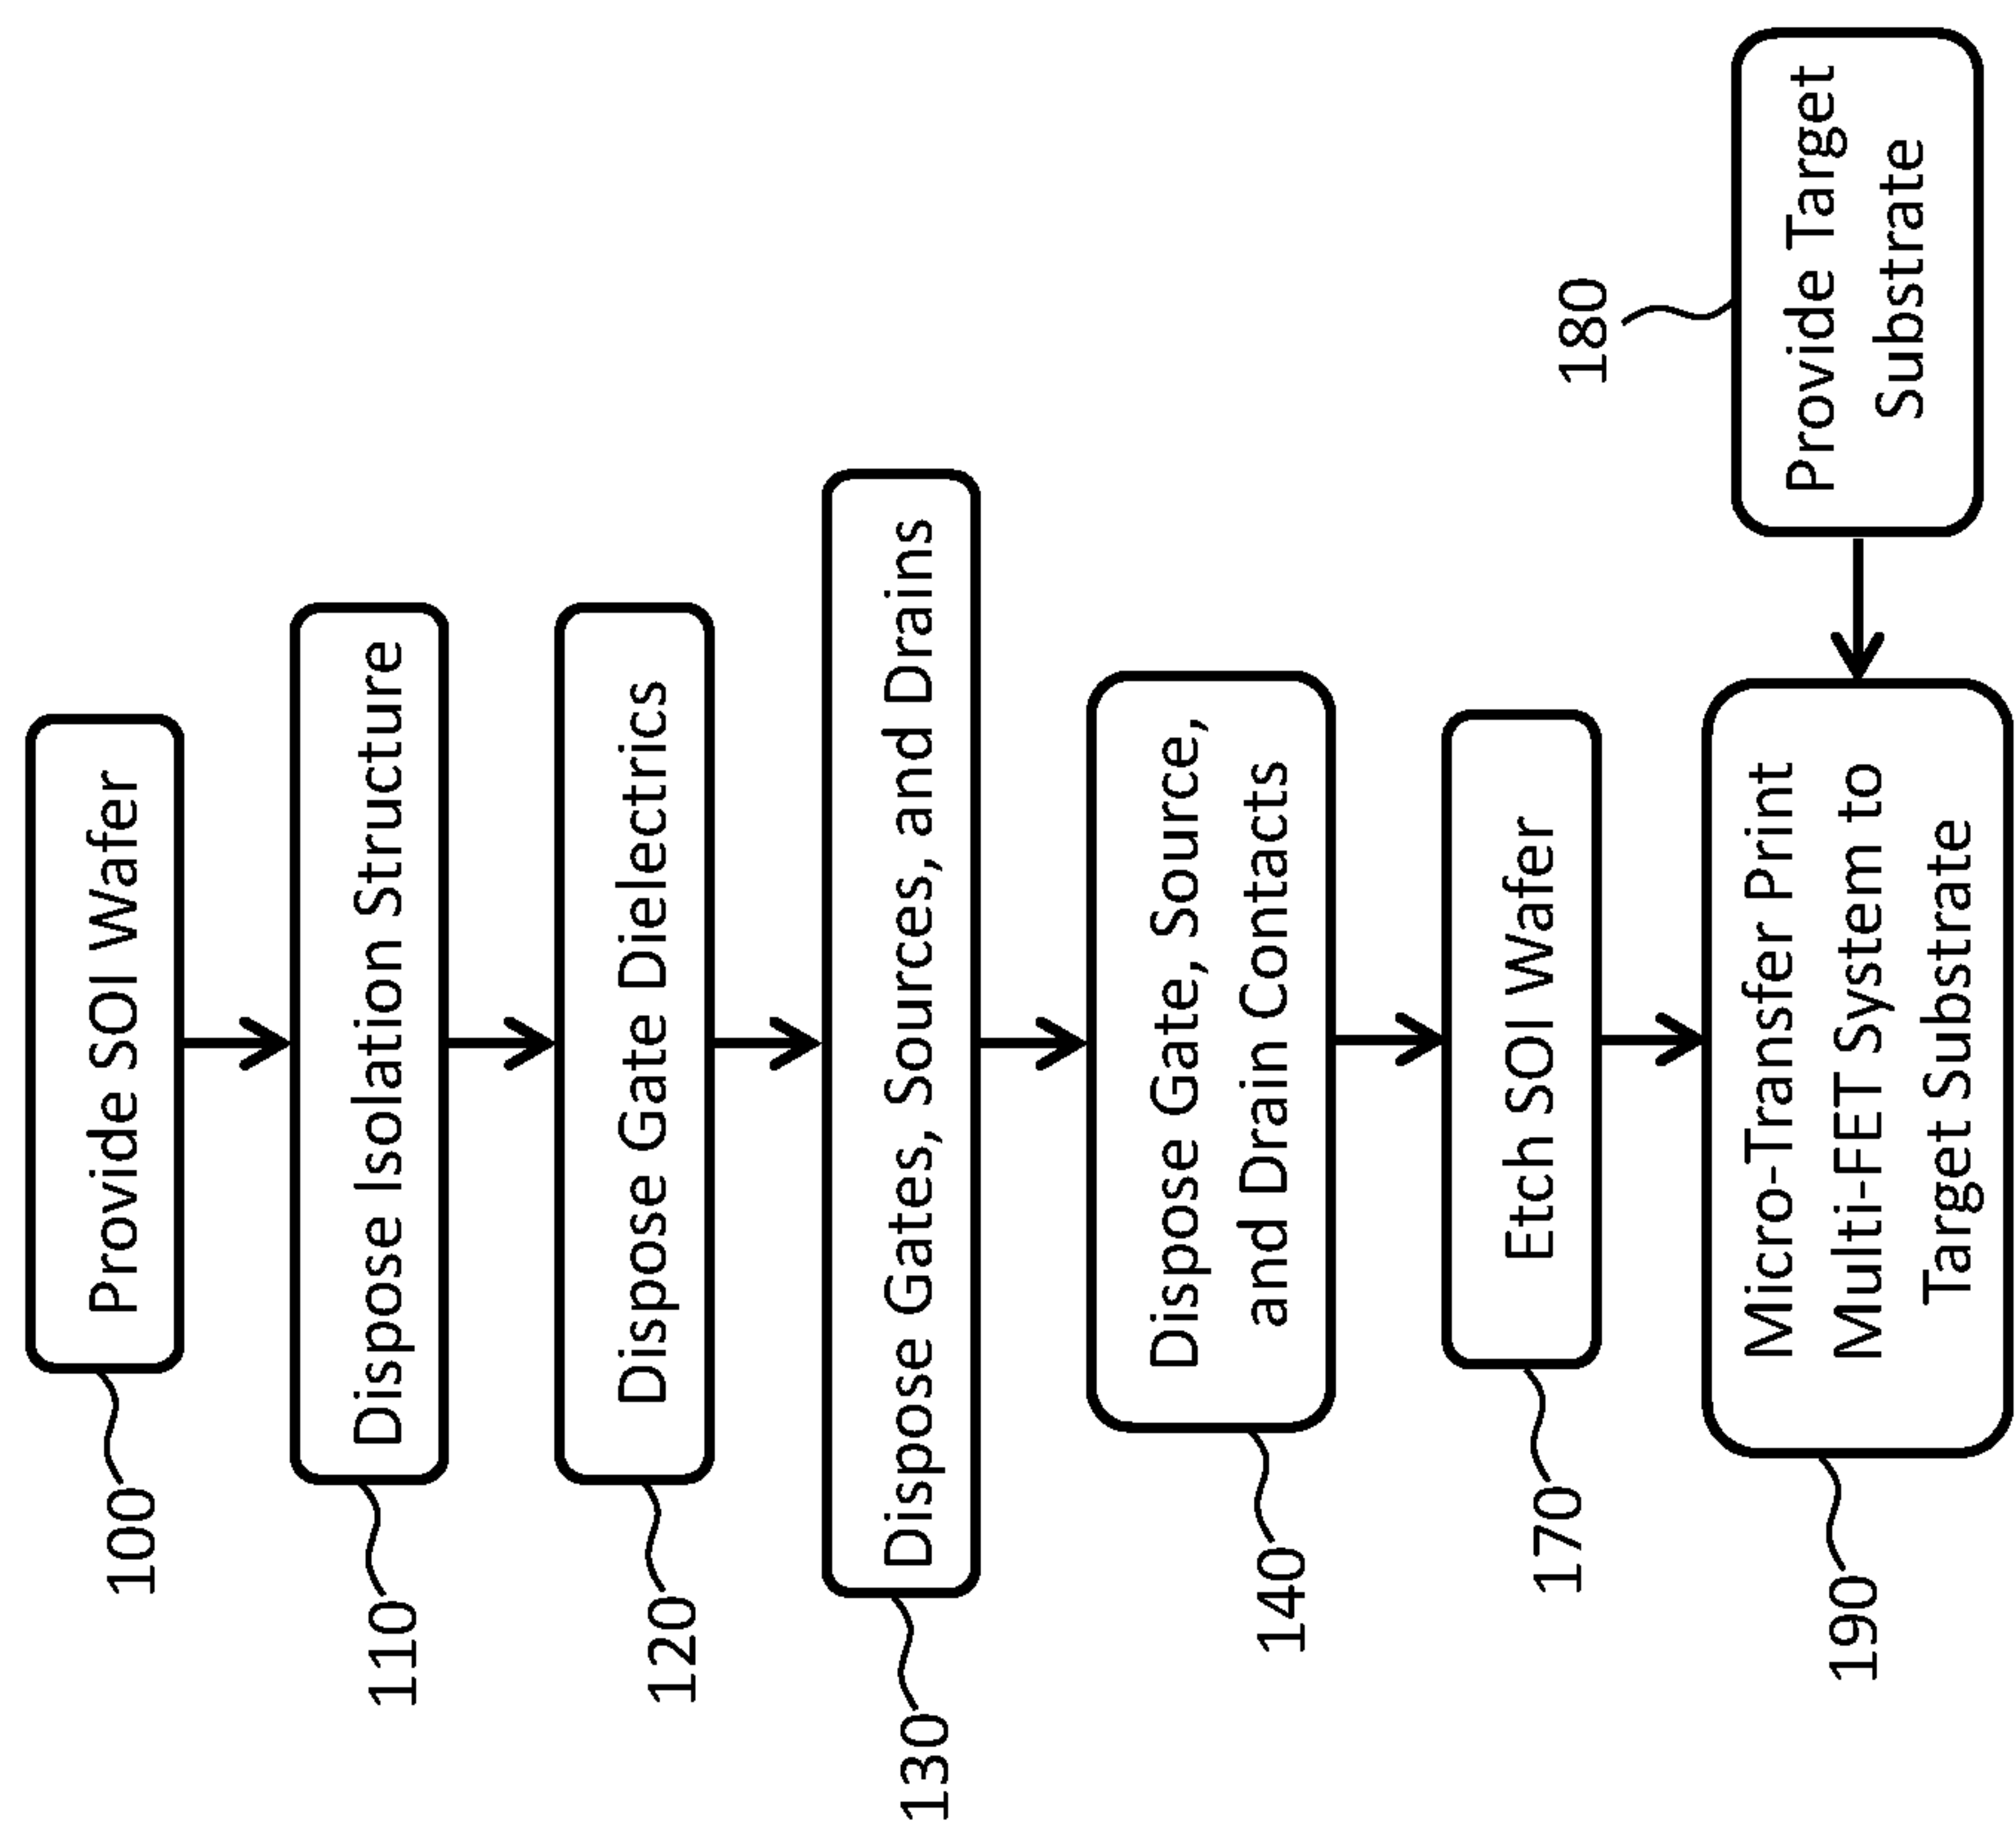 100
Provide SOI Wafer
110
Dispose Isolation Structure
120
Dispose Gate Dielectrics
130
Dispose Gates, Sources, and Drains
140
Dispose Gate, Source,
and Drain Contacts
170
Etch SOI Wafer
180
Provide Target
Substrate
190
Micro-Transfer Print
Multi-FET System to
Target Substrate